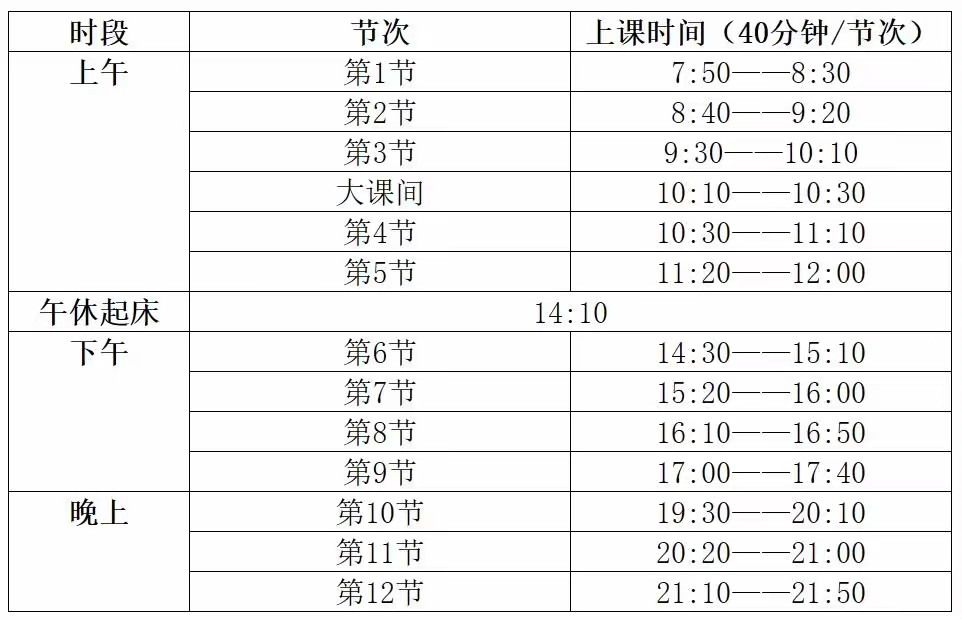 时段 节次 上课时间（40分钟/节次）
上午 第1节 7:50——8:30
第2节 8:40——9:20
第3节 9:30——10:10
大课间 10:10——10:30
第4节 10:30——11:10
第5节 11:20——12:00
午休起床 14:10
下午 第6节 14:30——15:10
第7节 15:20——16:00
第8节 16:10——16:50
第9节 17:00——17:40
晚上 第10节 19:30——20:10
第11节 20:20——21:00
第12节 21:10——21:50